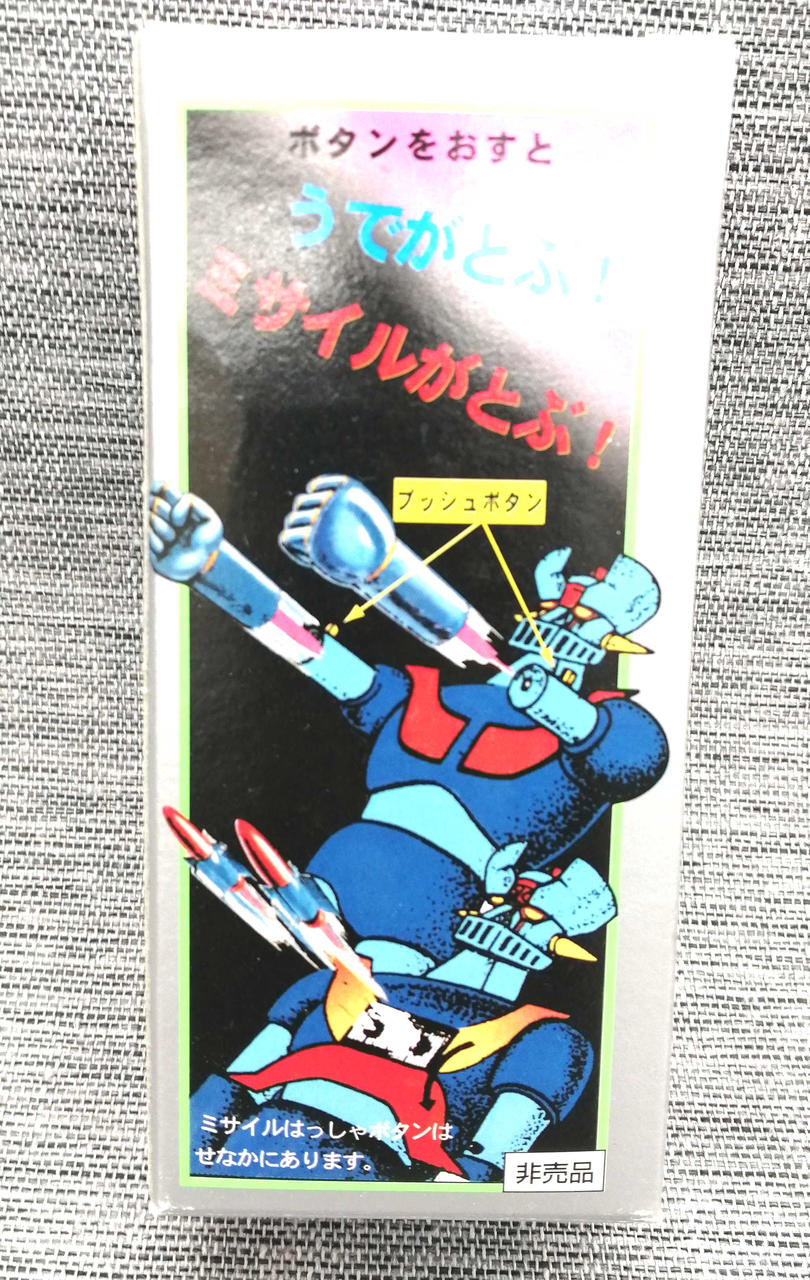 ボタンをおすと
うでがとぶ!
ミサイルがとぶ!
プッシュボタン
ミサイルはっしゃボタンは
せなかにあります。
非売品